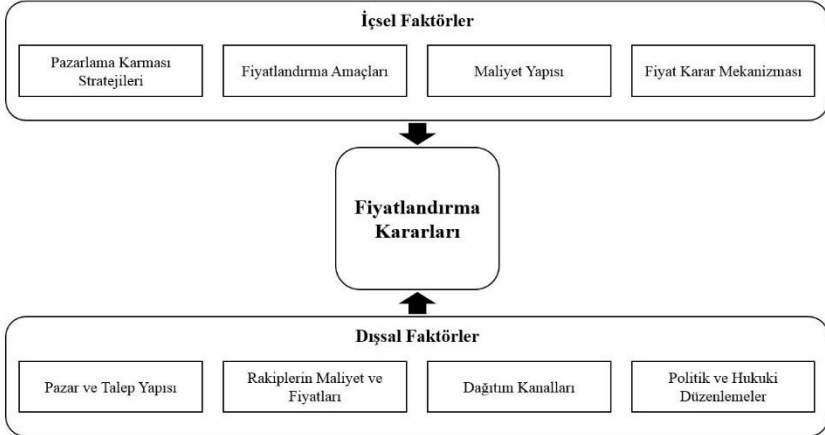 İçsel Faktörler
Pazarlama Karması
Stratejileri
Fiyatlandırma Amaçları
Maliyet Yapısı
Fiyat Karar Mekanizması
Fiyatlandırma
Kararları
Dışsal Faktörler
Pazar ve Talep Yapısı
Rakiplerin Maliyet ve
Fiyatları
Dağıtım Kanalları
Politik ve Hukuki
Düzenlemeler